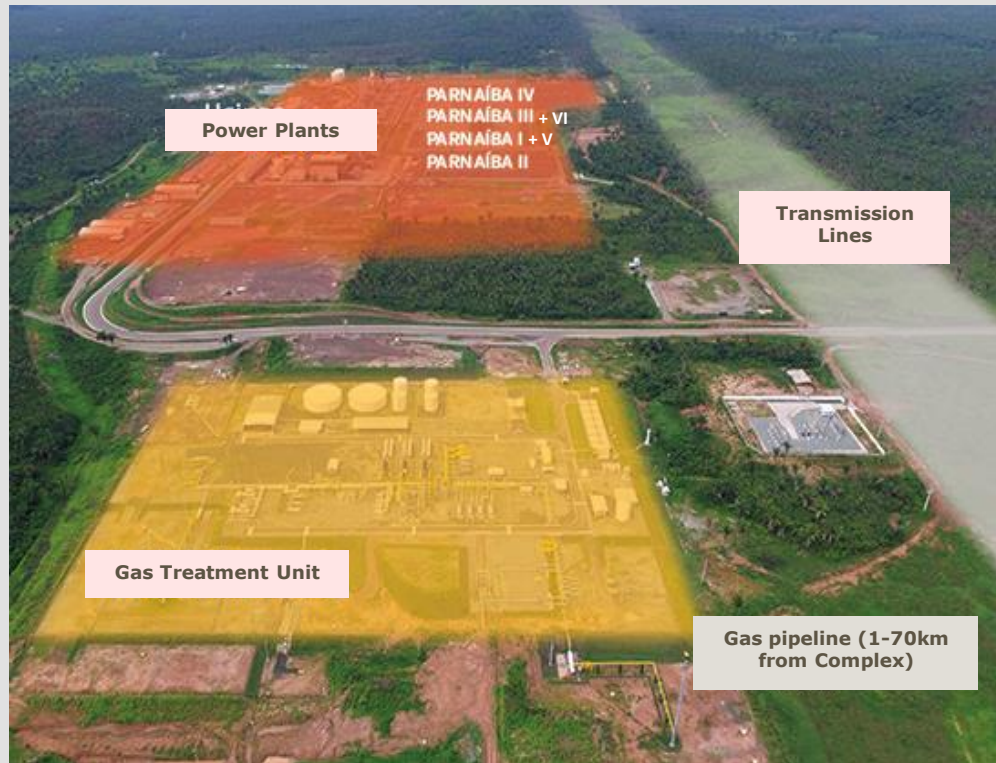 PARNAÍBA IV
PARNAÍBA III + VI
PARNAÍBA I + V
PARNAÍBA II
Power Plants
Transmission
Lines
Gas Treatment Unit
Gas pipeline (1-70km
from Complex)